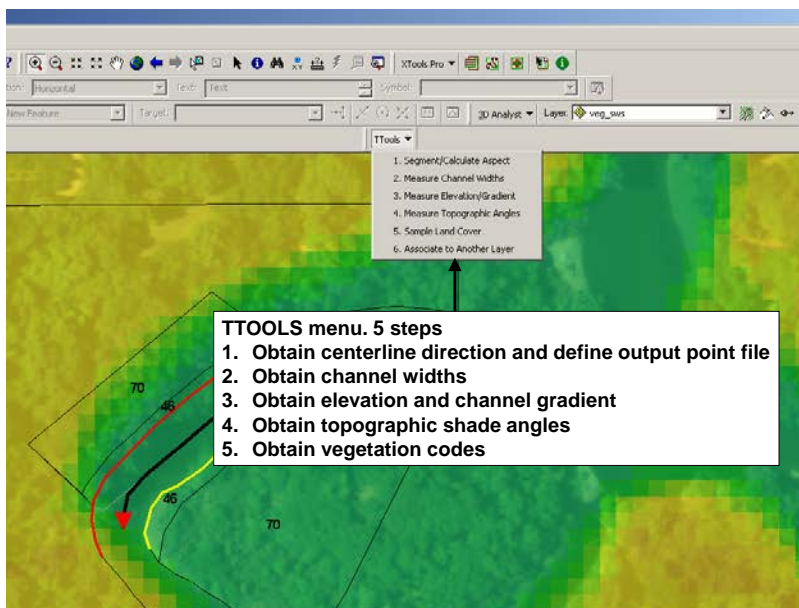 XTools Pro
Horizontal Text: Text Symbol:
New Feature Target: 3D Analyst Layer: veg_sws
TTools
1. Segment/Calculate Aspect
2. Measure Channel Widths
3. Measure Elevation/Gradient
4. Measure Topographic Angles
5. Sample Land Cover
6. Associate to Another Layer
TTOOLS menu. 5 steps
1. Obtain centerline direction and define output point file
2. Obtain channel widths
3. Obtain elevation and channel gradient
4. Obtain topographic shade angles
5. Obtain vegetation codes
70
46
46
70